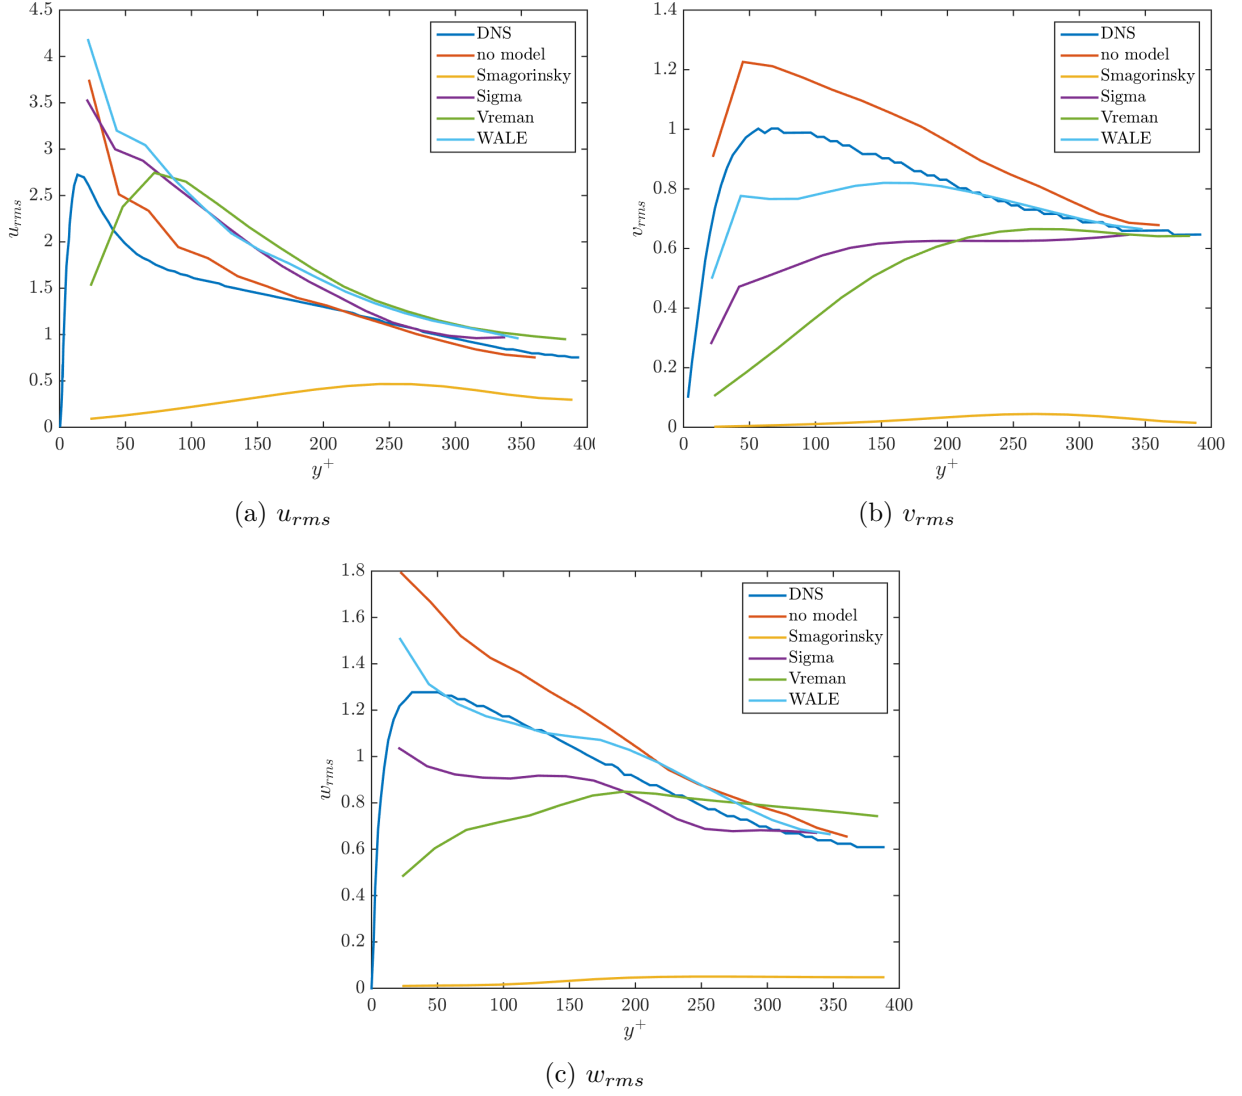 4.5
4
3.5
3
2.5
2
1.5
1
0.5
0
u_rms
0 50 100 150 200 250 300 350 400
y^+
DNS
no model
Smagorinsky
Sigma
Vreman
WALE
(a) u_rms
1.4
1.2
1
0.8
0.6
0.4
0.2
0
v_rms
0 50 100 150 200 250 300 350 400
y^+
DNS
no model
Smagorinsky
Sigma
Vreman
WALE
(b) v_rms
1.8
1.6
1.4
1.2
1
0.8
0.6
0.4
0.2
0
w_rms
0 50 100 150 200 250 300 350 400
y^+
DNS
no model
Smagorinsky
Sigma
Vreman
WALE
(c) w_rms